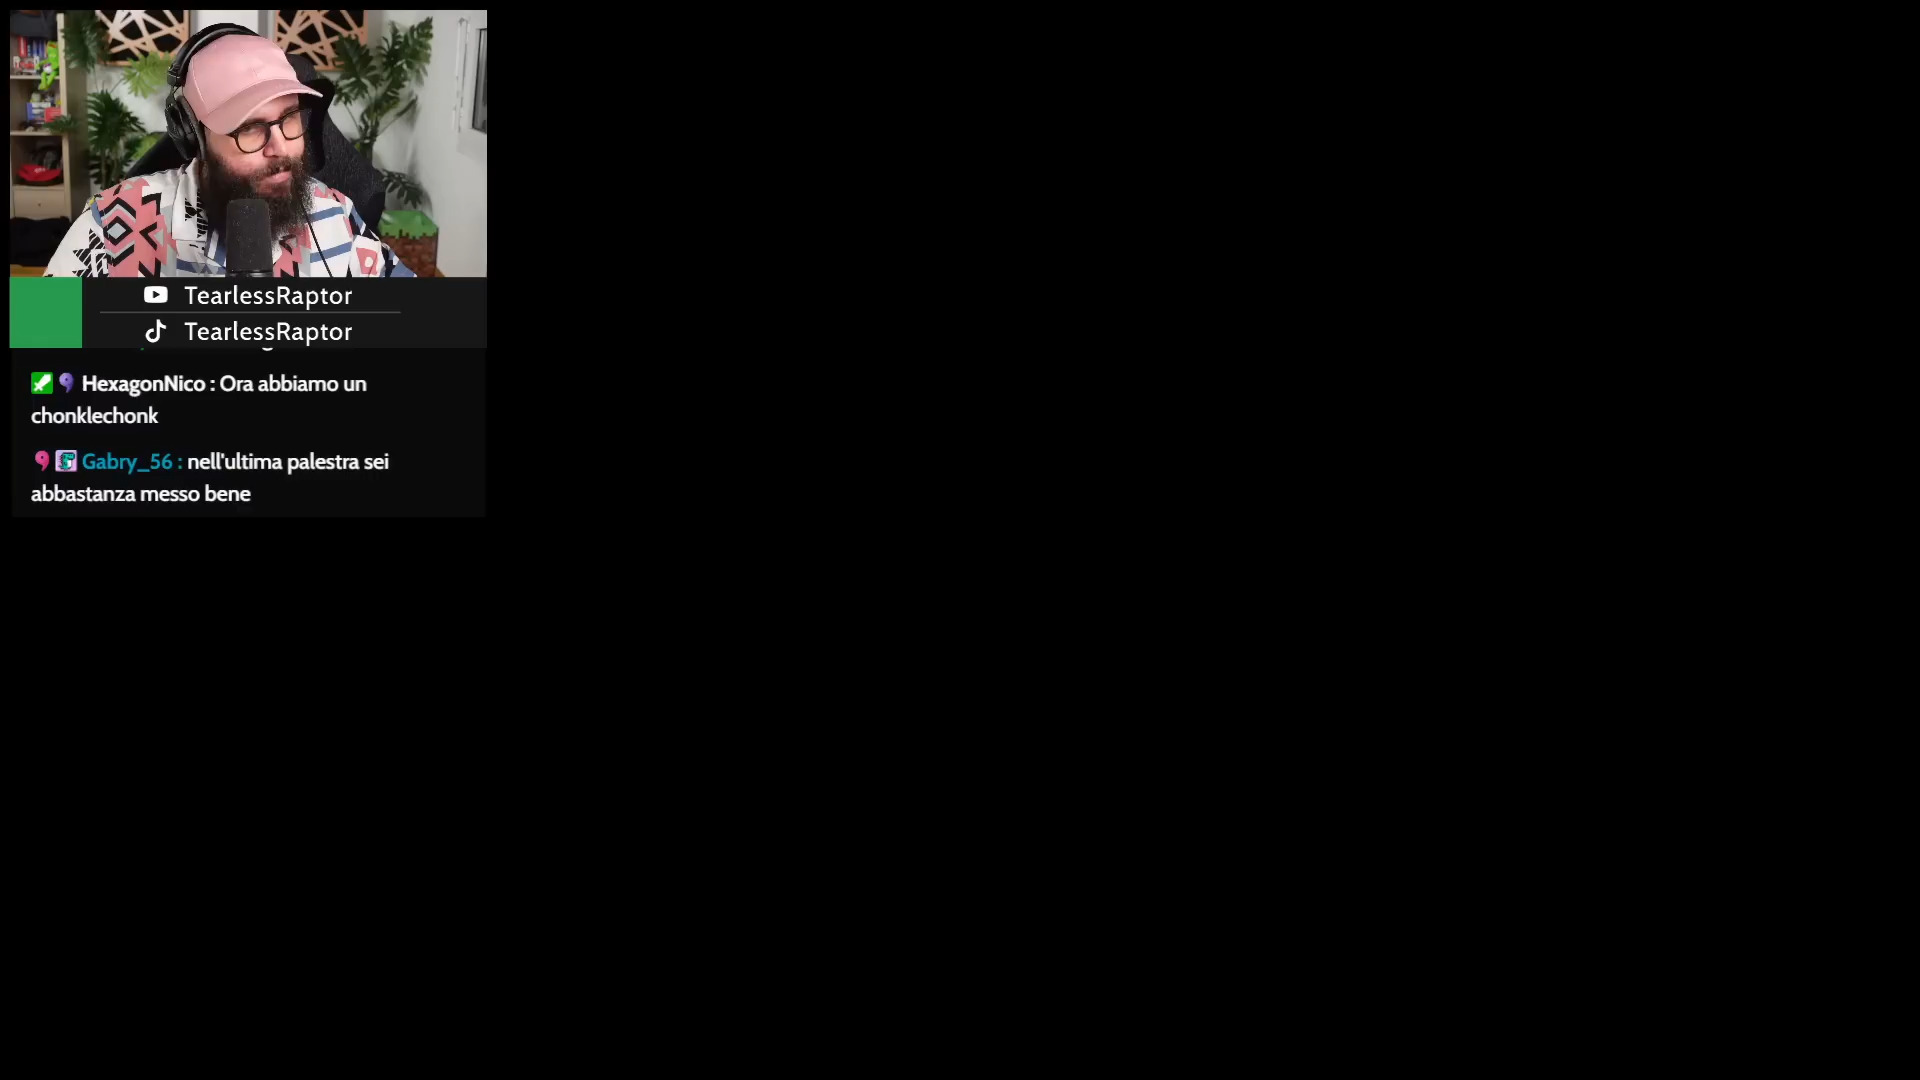 TearlessRaptor
TearlessRaptor
HexagonNico : Ora abbiamo un
chonklechonk
Gabry_56 : nell'ultima palestra sei
abbastanza messo bene